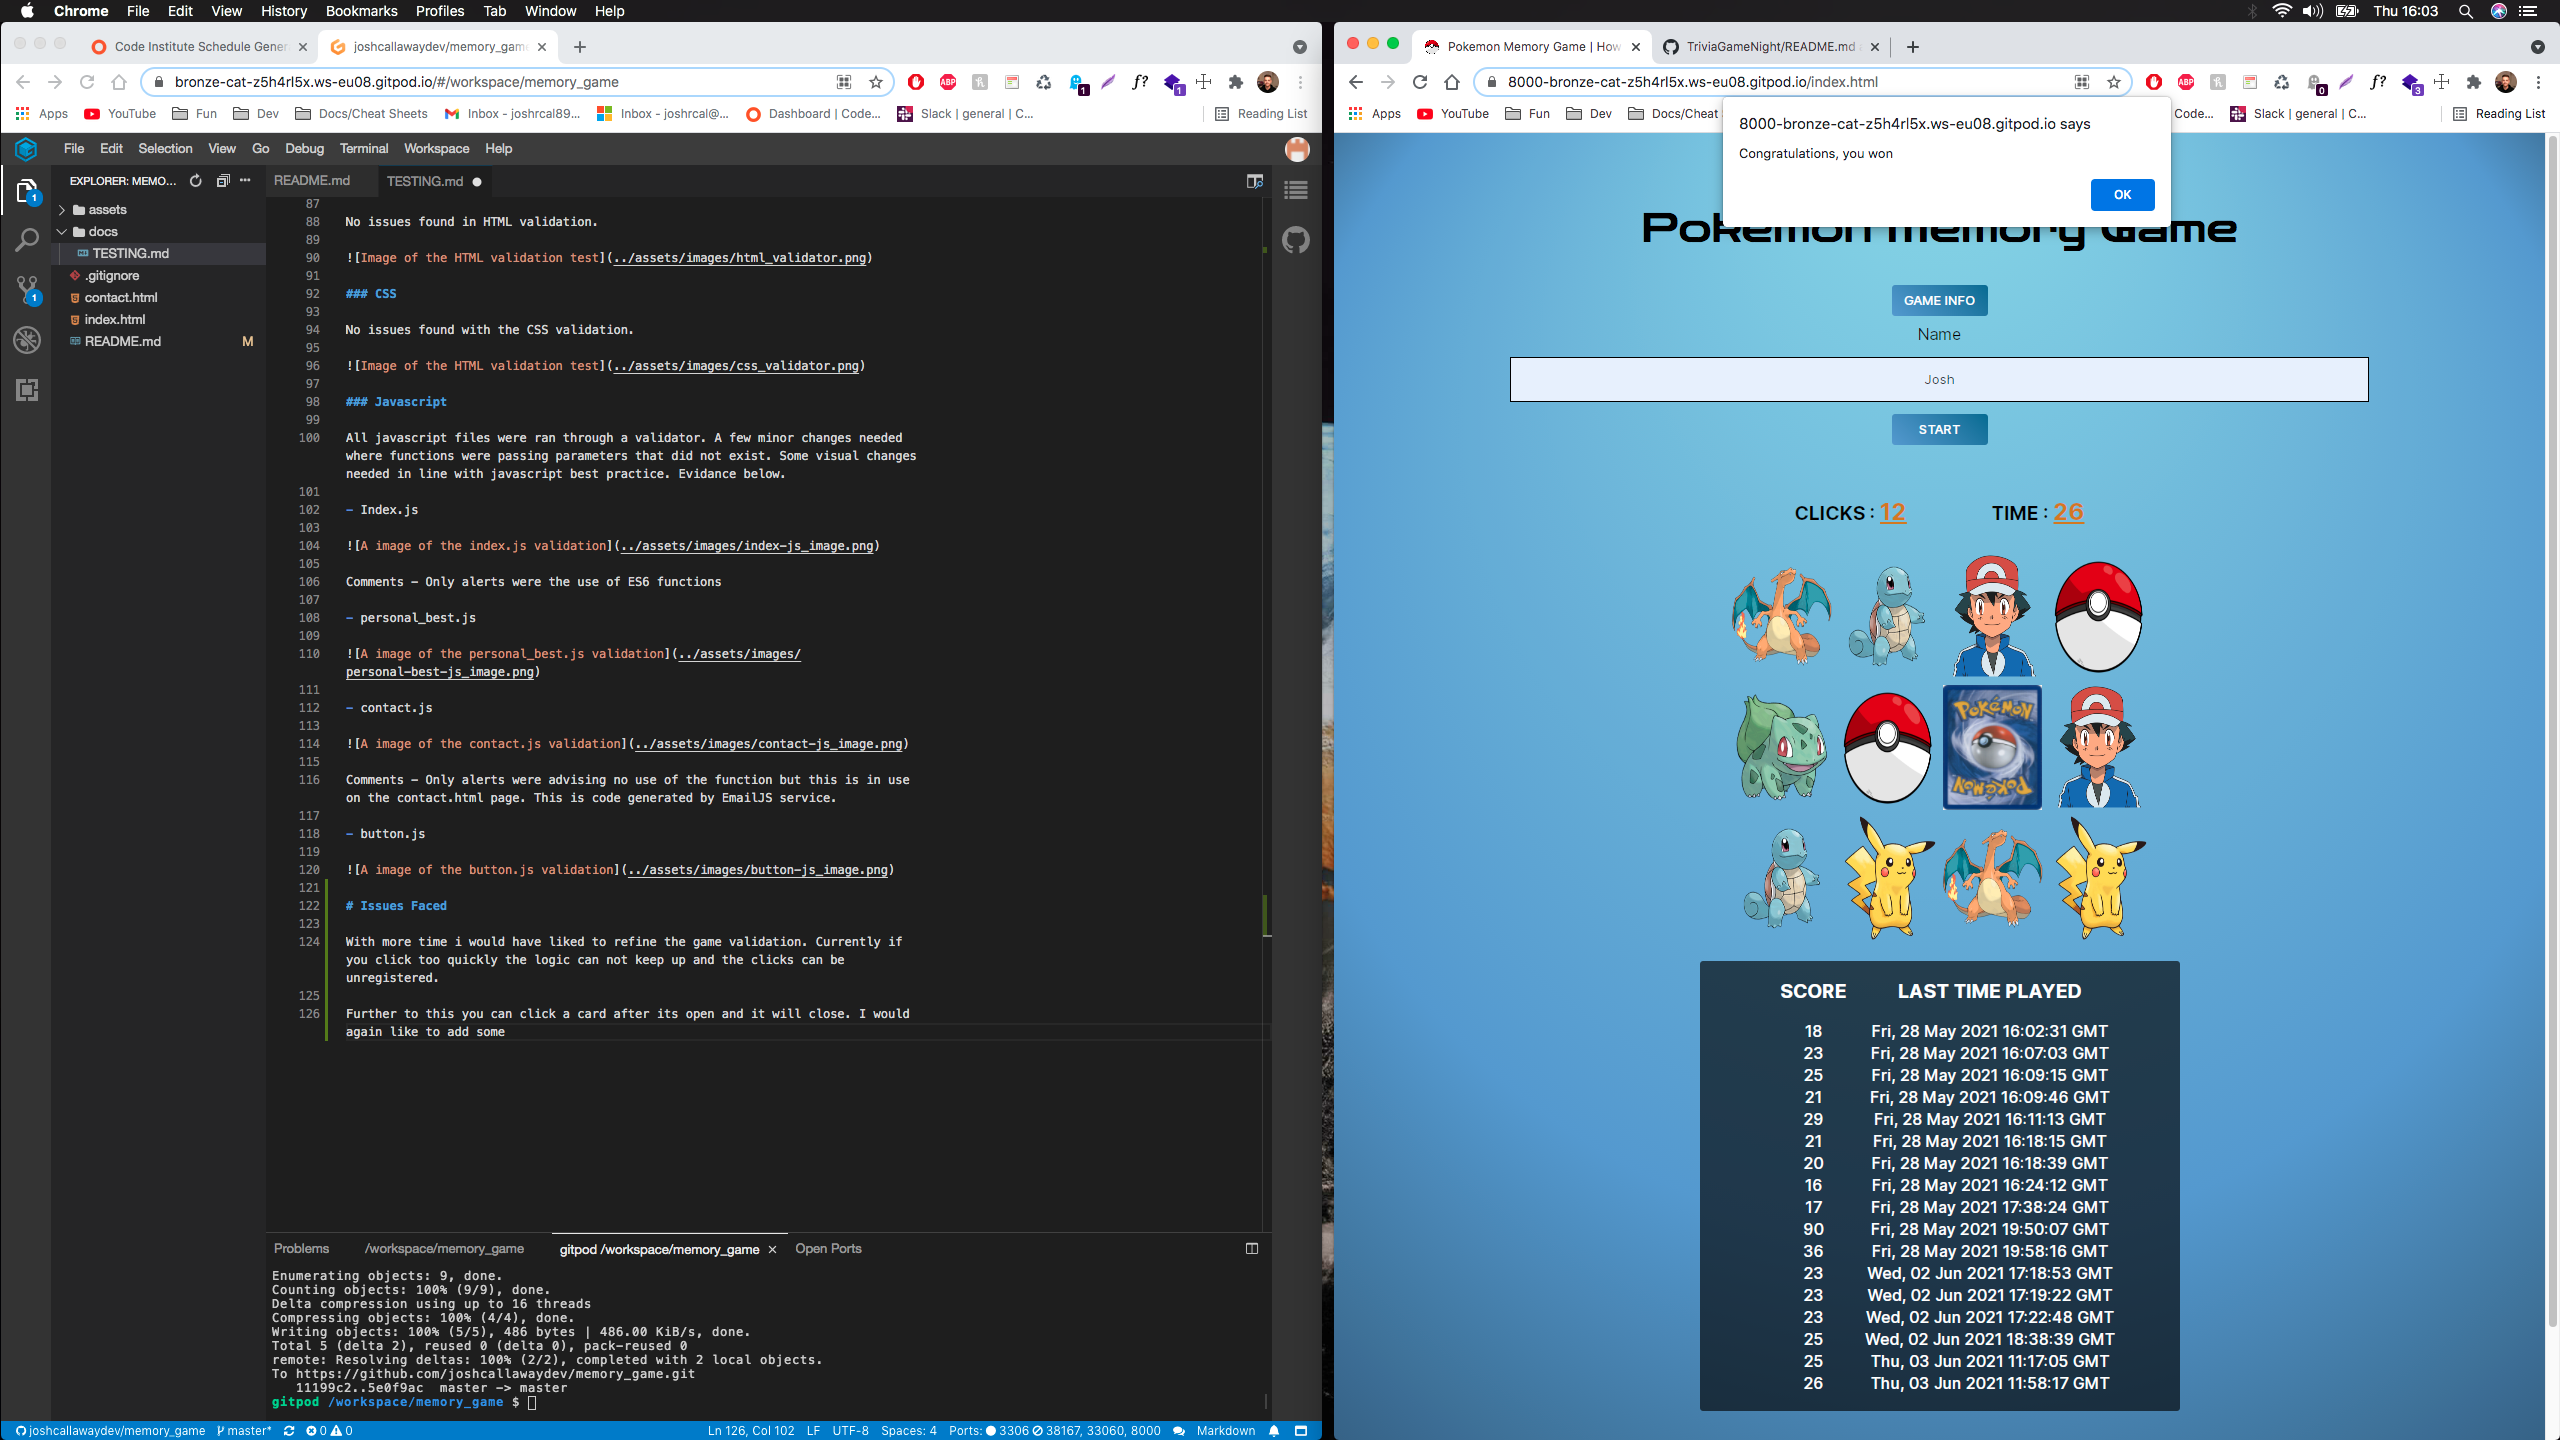 Chrome File Edit View History Bookmarks Profiles Tab Window Help
Thu 16:03
Code Institute Schedule Gener
joshcallawaydev/memory_game
bronze-cat-z5h4rl5x.ws-eu08.gitpod.io/#/workspace/memory_game
Apps YouTube Fun Dev Docs/Cheat Sheets Inbox - joshrcal89... Inbox - joshrcal@... Dashboard | Code... Slack | general | C... Reading List
File Edit Selection View Go Debug Terminal Workspace Help
EXPLORER: MEMO...
assets
docs
TESTING.md
.gitignore
contact.html
index.html
README.md M
README.md
TESTING.md
87
88 No issues found in HTML validation.
89
90 ![Image of the HTML validation test](../assets/images/html_validator.png)
91
92 ### CSS
93
94 No issues found with the CSS validation.
95
96 ![Image of the HTML validation test](../assets/images/css_validator.png)
97
98 ### Javascript
99
100 All javascript files were ran through a validator. A few minor changes needed
where functions were passing parameters that did not exist. Some visual changes
needed in line with javascript best practice. Evidance below.
101
102 - Index.js
103
104 ![A image of the index.js validation](../assets/images/index-js_image.png)
105
106 Comments - Only alerts were the use of ES6 functions
107
108 - personal_best.js
109
110 ![A image of the personal_best.js validation](../assets/images/
personal-best-js_image.png)
111
112 - contact.js
113
114 ![A image of the contact.js validation](../assets/images/contact-js_image.png)
115
116 Comments - Only alerts were advising no use of the function but this is in use
on the contact.html page. This is code generated by EmailJS service.
117
118 - button.js
119
120 ![A image of the button.js validation](../assets/images/button-js_image.png)
121
122 # Issues Faced
123
124 With more time i would have liked to refine the game validation. Currently if
you click too quickly the logic can not keep up and the clicks can be
unregistered.
125
126 Further to this you can click a card after its open and it will close. I would
again like to add some
Problems /workspace/memory_game gitpod /workspace/memory_game Open Ports
Enumerating objects: 9, done.
Counting objects: 100% (9/9), done.
Delta compression using up to 16 threads
Compressing objects: 100% (4/4), done.
Writing objects: 100% (5/5), 486 bytes | 486.00 KiB/s, done.
Total 5 (delta 2), reused 0 (delta 0), pack-reused 0
remote: Resolving deltas: 100% (2/2), completed with 2 local objects.
To https://github.com/joshcallawaydev/memory_game.git
11199c2..5e0f9ac master -> master
gitpod /workspace/memory_game $
joshcallawaydev/memory_game master* 0 0 Ln 126, Col 102 LF UTF-8 Spaces: 4 Ports: 3306 38167, 33060, 8000 Markdown
Pokemon Memory Game | How
TriviaGameNight/README.md
8000-bronze-cat-z5h4rl5x.ws-eu08.gitpod.io/index.html
Apps YouTube Fun Dev Docs/Cheat Code... Slack | general | C... Reading List
8000-bronze-cat-z5h4rl5x.ws-eu08.gitpod.io says
Congratulations, you won
OK
Pokemon Memory Game
GAME INFO
Name
Josh
START
CLICKS : 12 TIME : 26
POKéMON
POKéMON
SCORE LAST TIME PLAYED
18 Fri, 28 May 2021 16:02:31 GMT
23 Fri, 28 May 2021 16:07:03 GMT
25 Fri, 28 May 2021 16:09:15 GMT
21 Fri, 28 May 2021 16:09:46 GMT
29 Fri, 28 May 2021 16:11:13 GMT
21 Fri, 28 May 2021 16:18:15 GMT
20 Fri, 28 May 2021 16:18:39 GMT
16 Fri, 28 May 2021 16:24:12 GMT
17 Fri, 28 May 2021 17:38:24 GMT
90 Fri, 28 May 2021 19:50:07 GMT
36 Fri, 28 May 2021 19:58:16 GMT
23 Wed, 02 Jun 2021 17:18:53 GMT
23 Wed, 02 Jun 2021 17:19:22 GMT
23 Wed, 02 Jun 2021 17:22:48 GMT
25 Wed, 02 Jun 2021 18:38:39 GMT
25 Thu, 03 Jun 2021 11:17:05 GMT
26 Thu, 03 Jun 2021 11:58:17 GMT